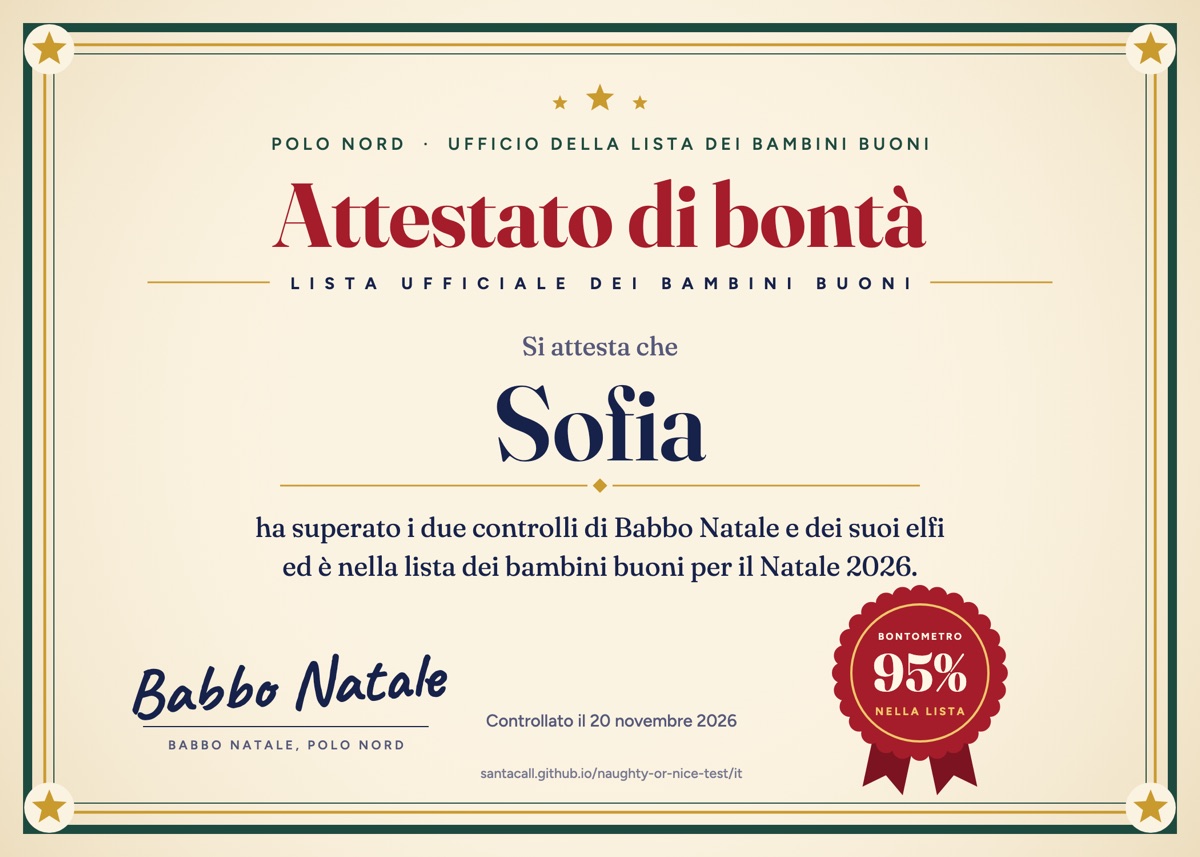 POLO NORD · UFFICIO DELLA LISTA DEI BAMBINI BUONI
Attestato di bontà
LISTA UFFICIALE DEI BAMBINI BUONI
Si attesta che
Sofia
ha superato i due controlli di Babbo Natale e dei suoi elfi
ed è nella lista dei bambini buoni per il Natale 2026.
BONTOMETRO
95%
NELLA LISTA
Babbo Natale
BABBO NATALE, POLO NORD
Controllato il 20 novembre 2026
santacall.github.io/naughty-or-nice-test/it